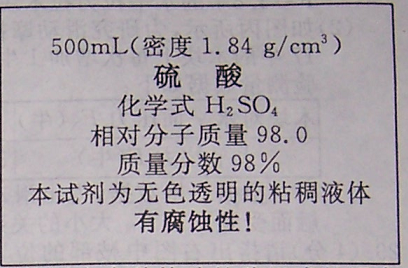 500mL(密度 1.84 g/cm³)
硫 酸
化学式 H₂SO₄
相对分子质量 98.0
质量分数 98%
本试剂为无色透明的粘稠液体
有腐蚀性!